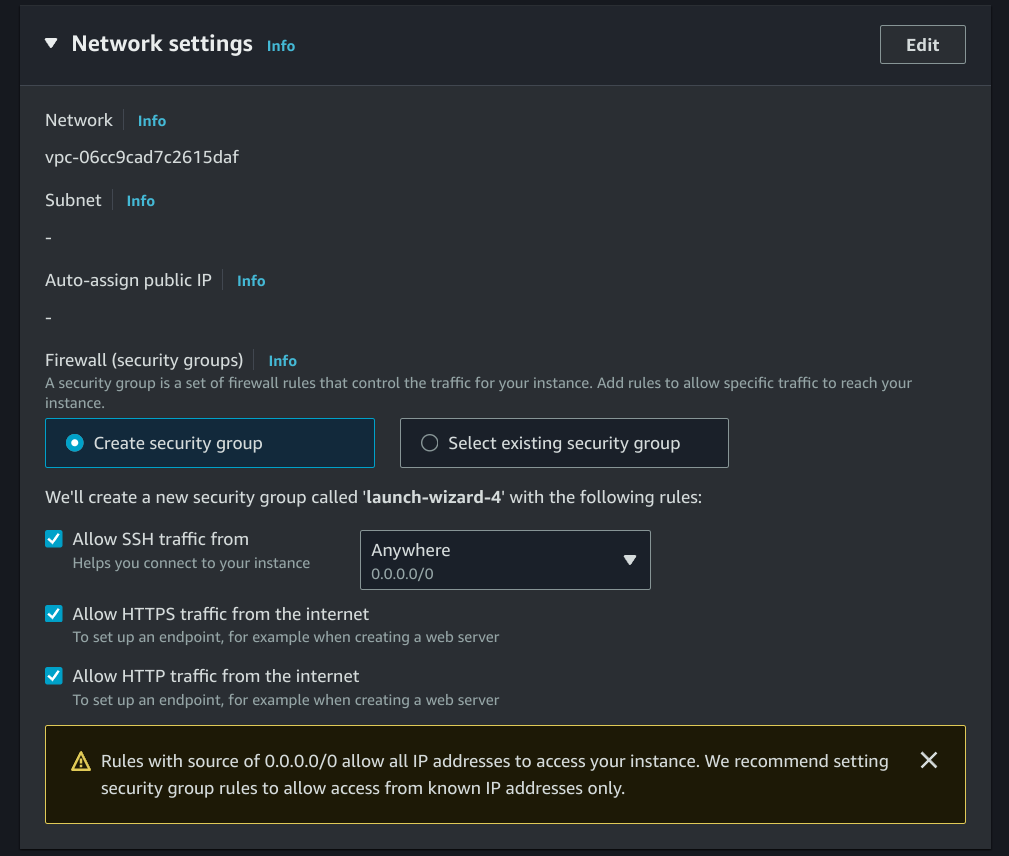 Network settings Info
Edit
Network Info
vpc-06cc9cad7c2615daf
Subnet Info
-
Auto-assign public IP Info
-
Firewall (security groups) Info
A security group is a set of firewall rules that control the traffic for your instance. Add rules to allow specific traffic to reach your
instance.
Create security group
Select existing security group
We'll create a new security group called 'launch-wizard-4' with the following rules:
Allow SSH traffic from
Helps you connect to your instance
Anywhere
0.0.0.0/0
Allow HTTPS traffic from the internet
To set up an endpoint, for example when creating a web server
Allow HTTP traffic from the internet
To set up an endpoint, for example when creating a web server
Rules with source of 0.0.0.0/0 allow all IP addresses to access your instance. We recommend setting
security group rules to allow access from known IP addresses only.